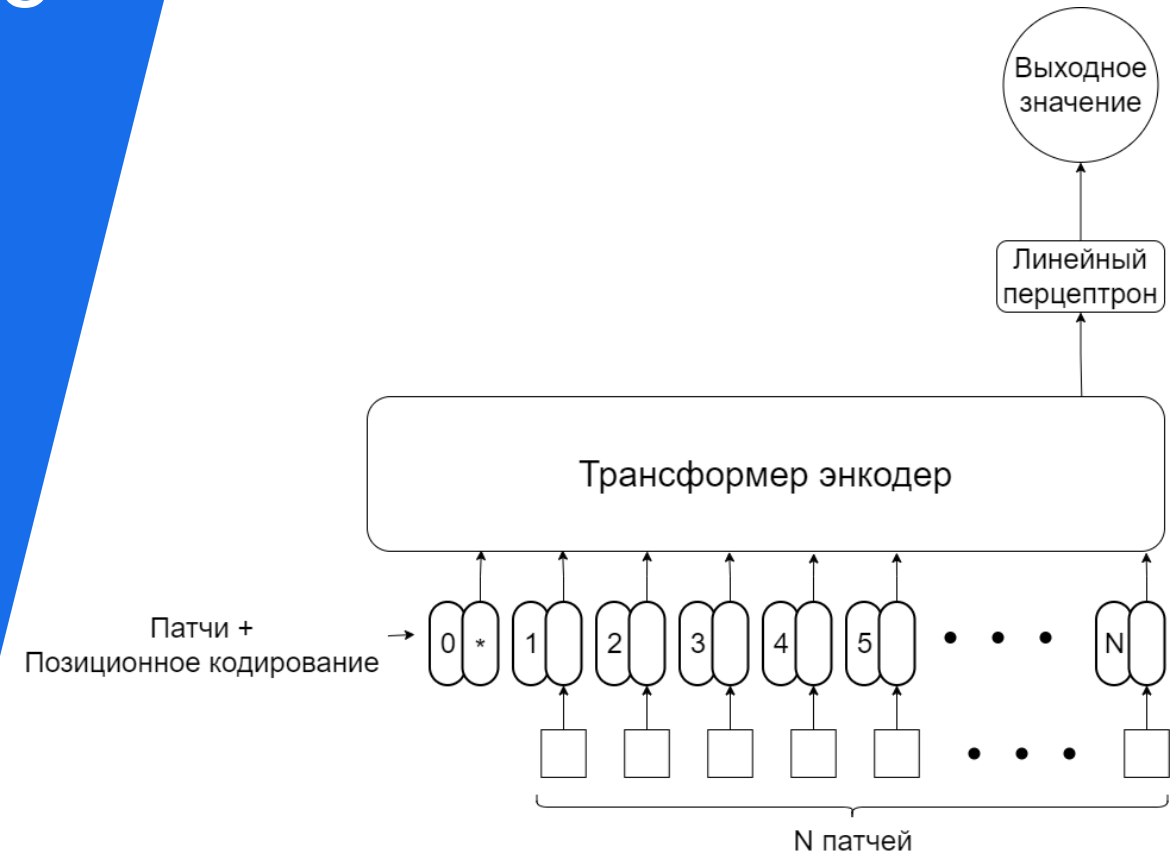 Выходное
значение
Линейный
перцептрон
Трансформер энкодер
Патчи +
Позиционное кодирование
0 * 1 2 3 4 5 N
N патчей